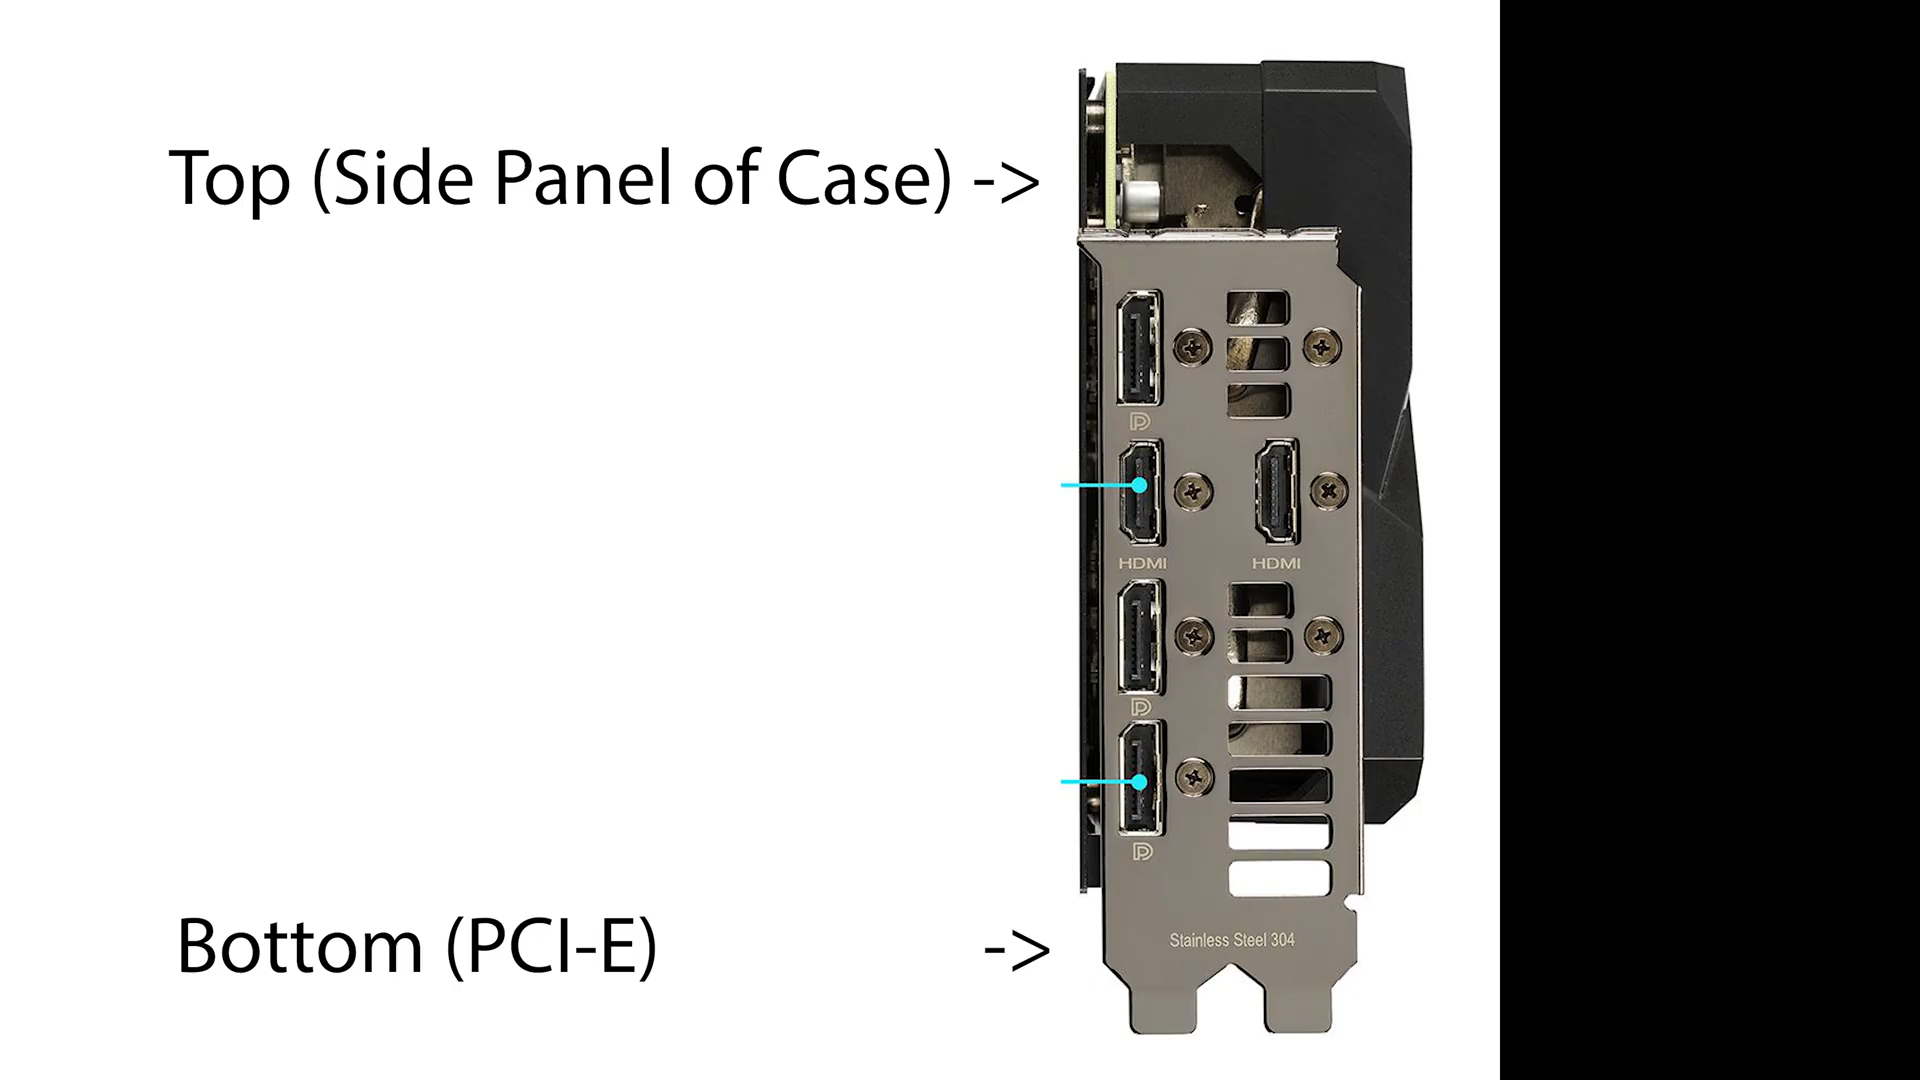 Top (Side Panel of Case) ->
HDMI HDMI
Stainless Steel 304
Bottom (PCI-E) ->